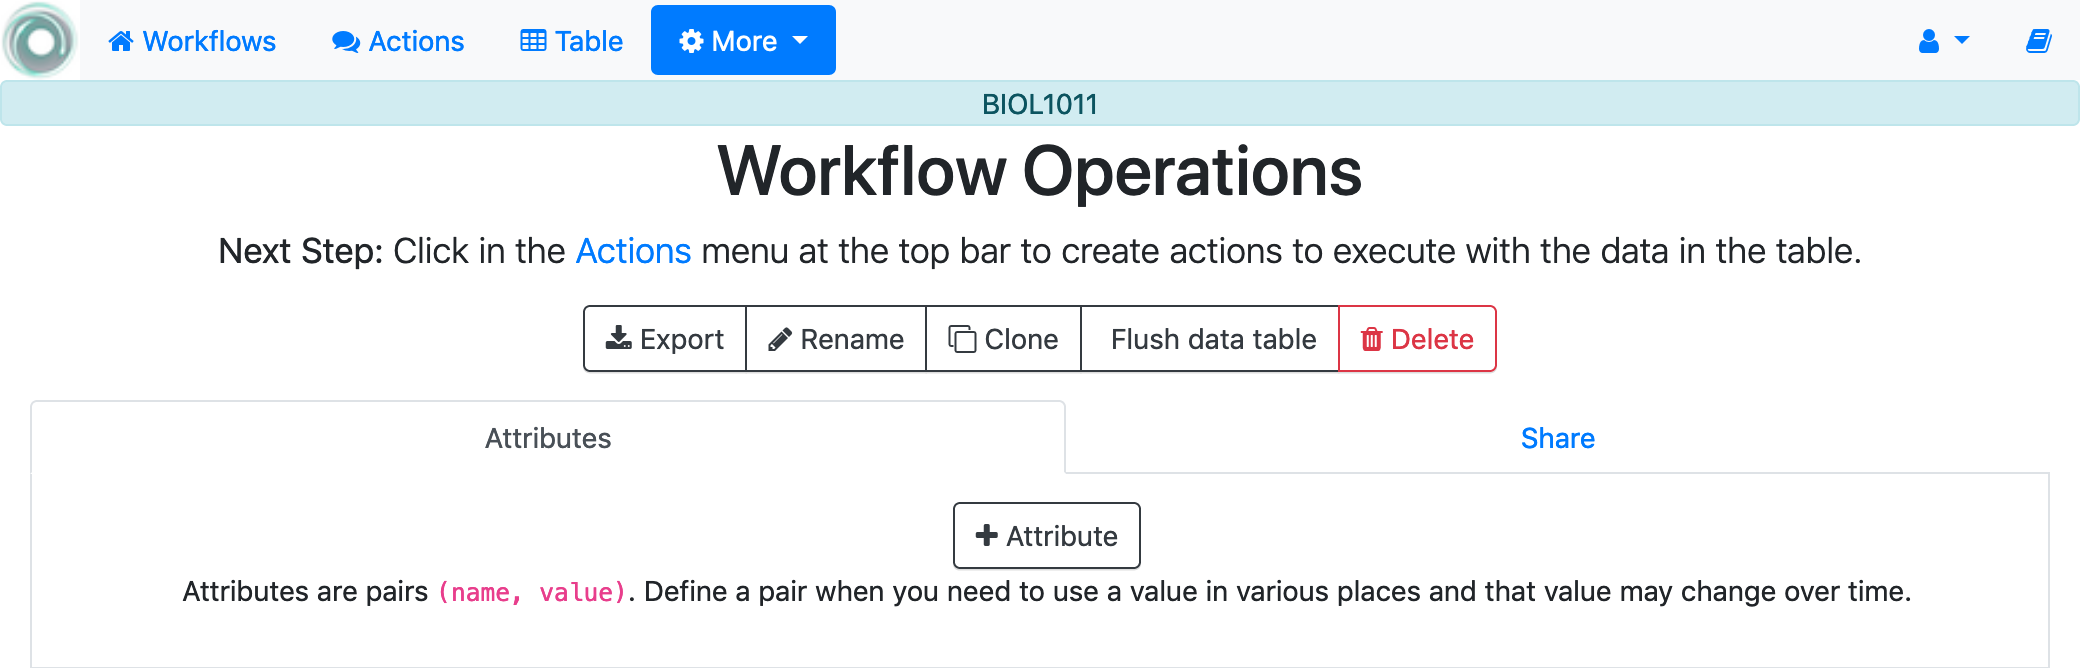 Workflows Actions Table More
BIOL1011
Workflow Operations
Next Step: Click in the Actions menu at the top bar to create actions to execute with the data in the table.
Export Rename Clone Flush data table Delete
Attributes Share
Attribute
Attributes are pairs (name, value). Define a pair when you need to use a value in various places and that value may change over time.